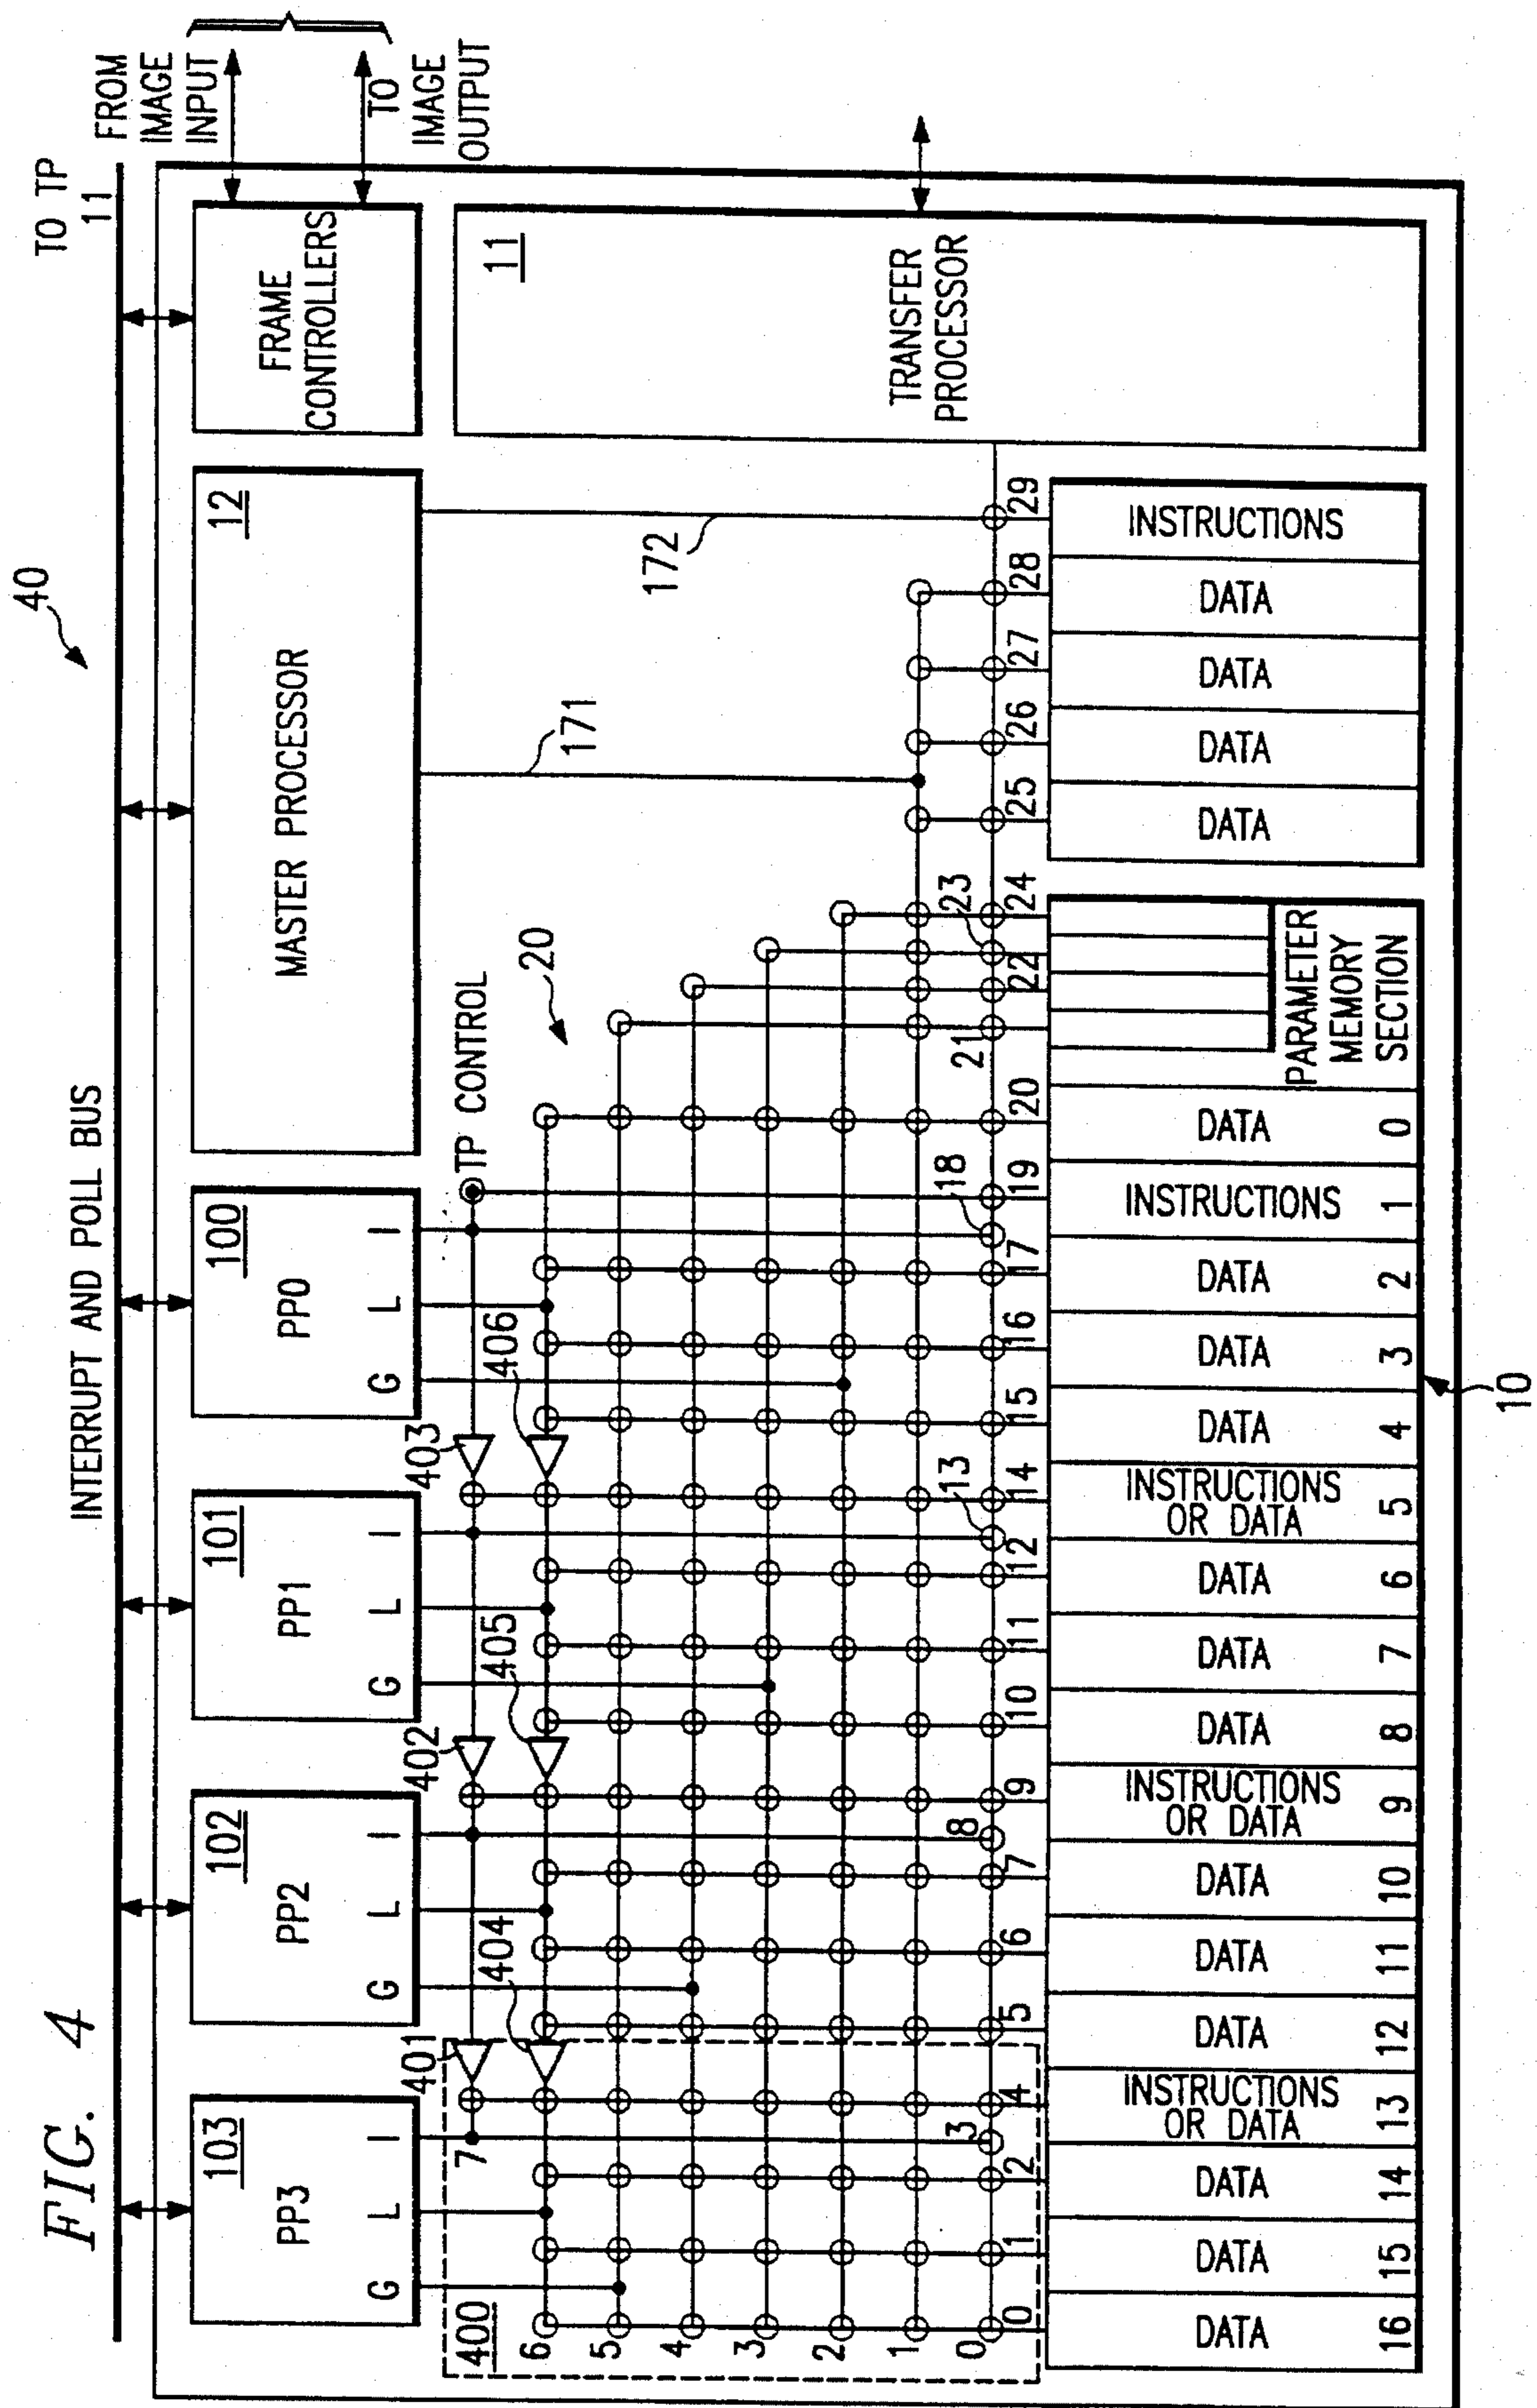 FIG. 4
40
INTERRUPT AND POLL BUS
TO TP
11
FROM
IMAGE
INPUT
TO
IMAGE
OUTPUT
103
PP3
G L I
102
PP2
G L I
101
PP1
G L I
100
PP0
G L I
12
MASTER PROCESSOR
FRAME
CONTROLLERS
11
TRANSFER
PROCESSOR
400
401
402
403
404
405
406
TP CONTROL
20
171
172
7
6
5
4
3
2
1
0
0 1 2 3 4 5 6 7 8 9 10 11 12 13 14 15 16 17 18 19 20 21 22 23 24 25 26 27 28 29
DATA
16
DATA
15
DATA
14
INSTRUCTIONS
OR DATA
13
DATA
12
DATA
11
DATA
10
INSTRUCTIONS
OR DATA
9
DATA
8
DATA
7
DATA
6
INSTRUCTIONS
OR DATA
5
DATA
4
DATA
3
DATA
2
INSTRUCTIONS
1
DATA
0
PARAMETER
MEMORY
SECTION
DATA
DATA
DATA
DATA
INSTRUCTIONS
10